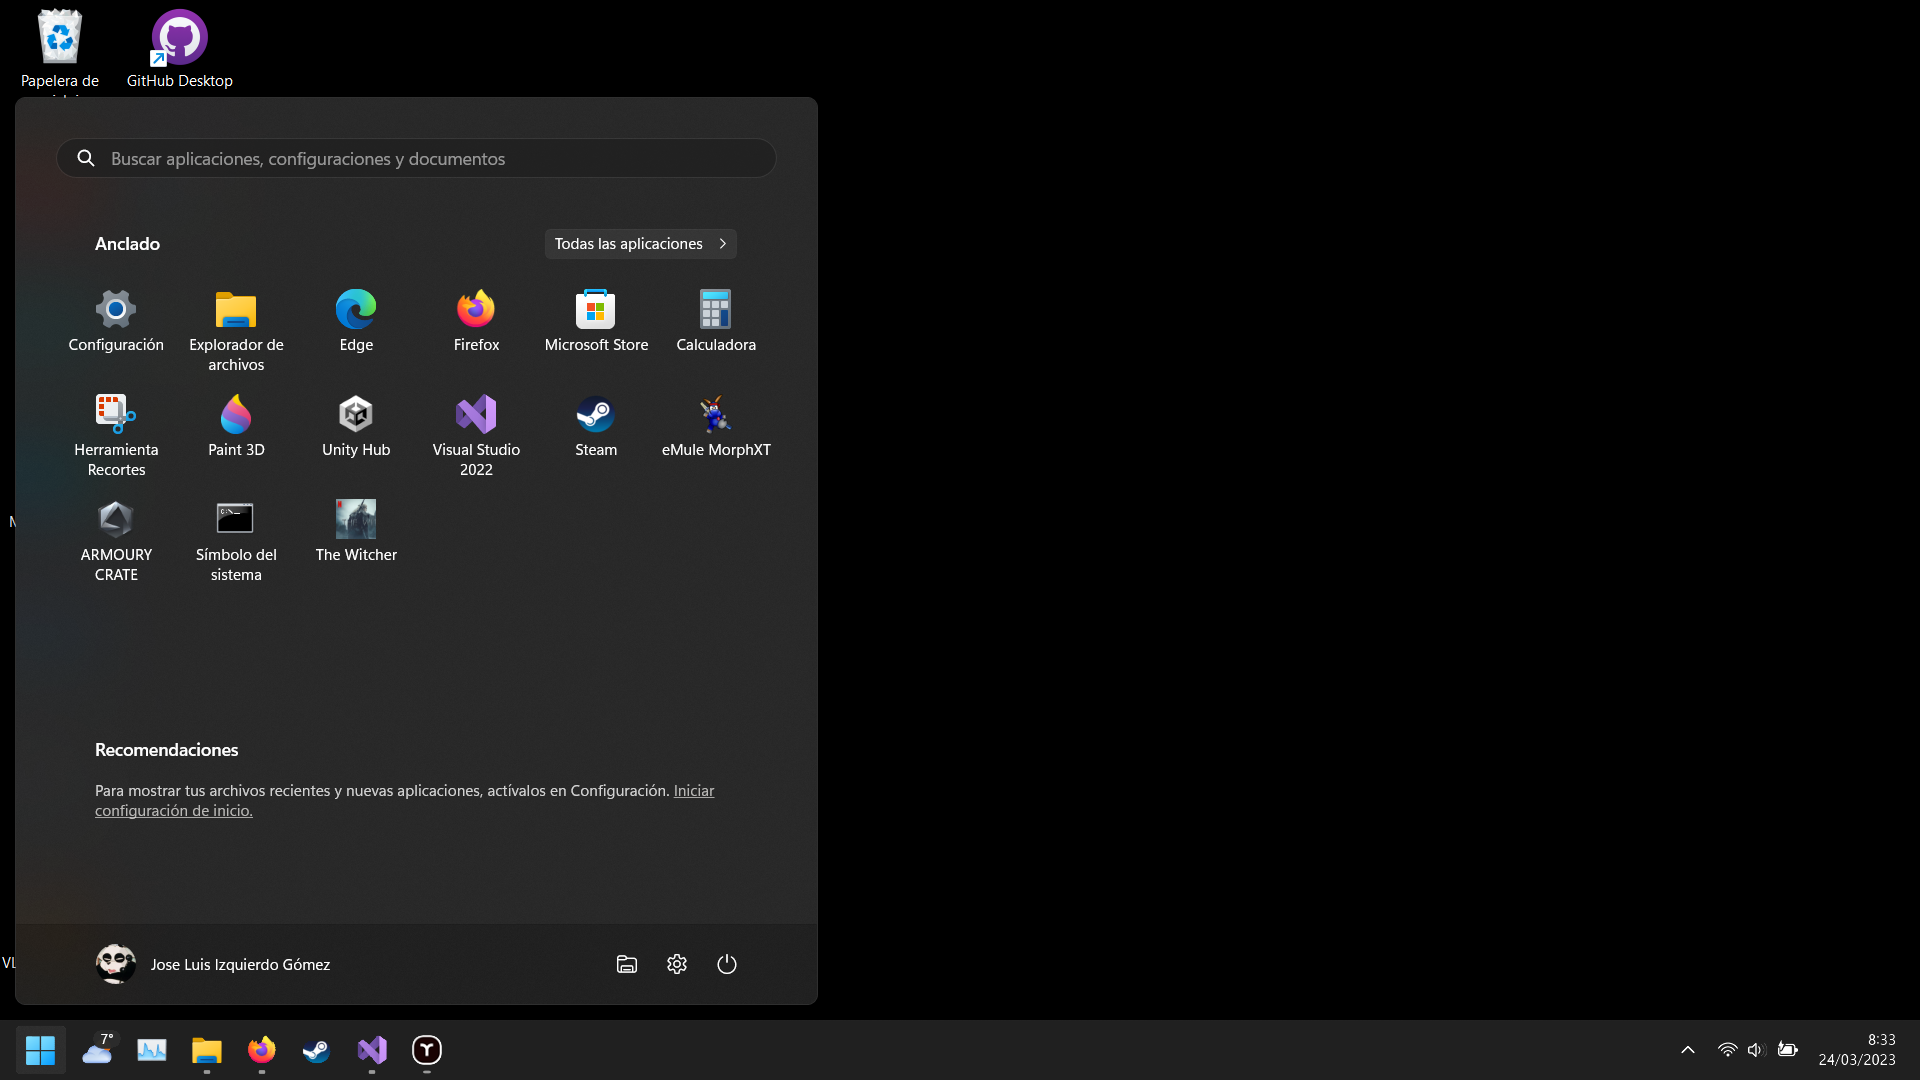 Papelera de
GitHub Desktop
Buscar aplicaciones, configuraciones y documentos
Anclado
Todas las aplicaciones
Configuración
Explorador de
archivos
Edge
Firefox
Microsoft Store
Calculadora
Herramienta
Recortes
Paint 3D
Unity Hub
Visual Studio
2022
Steam
eMule MorphXT
ARMOURY
CRATE
Símbolo del
sistema
The Witcher
Recomendaciones
Para mostrar tus archivos recientes y nuevas aplicaciones, actívalos en Configuración. Iniciar
configuración de inicio.
VL
Jose Luis Izquierdo Gómez
7°
8:33
24/03/2023